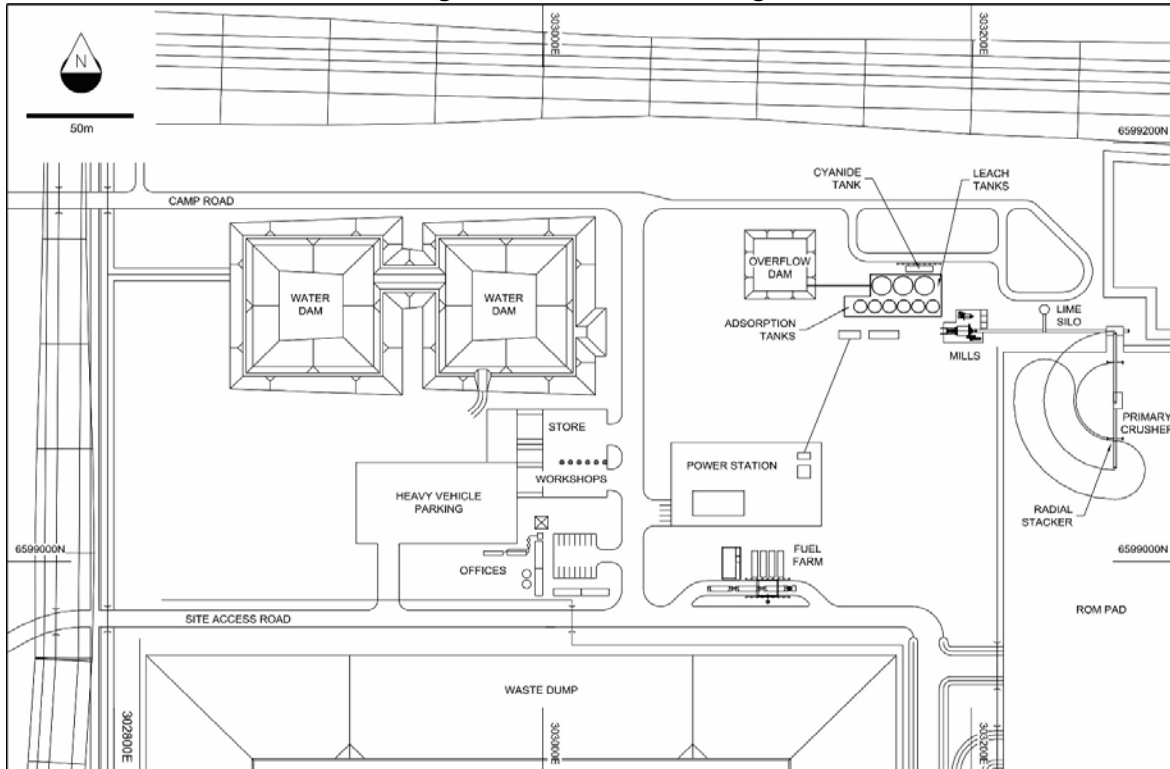 303000E
303200E
N
50m
6599200N
CYANIDE
TANK
LEACH
TANKS
CAMP ROAD
OVERFLOW
DAM
WATER
DAM
WATER
DAM
ADSORPTION
TANKS
LIME
SILO
MILLS
PRIMARY
CRUSHER
STORE
POWER STATION
WORKSHOPS
HEAVY VEHICLE
PARKING
RADIAL
STACKER
6599000N
FUEL
FARM
6599000N
OFFICES
ROM PAD
SITE ACCESS ROAD
WASTE DUMP
302800E
303000E
303200E